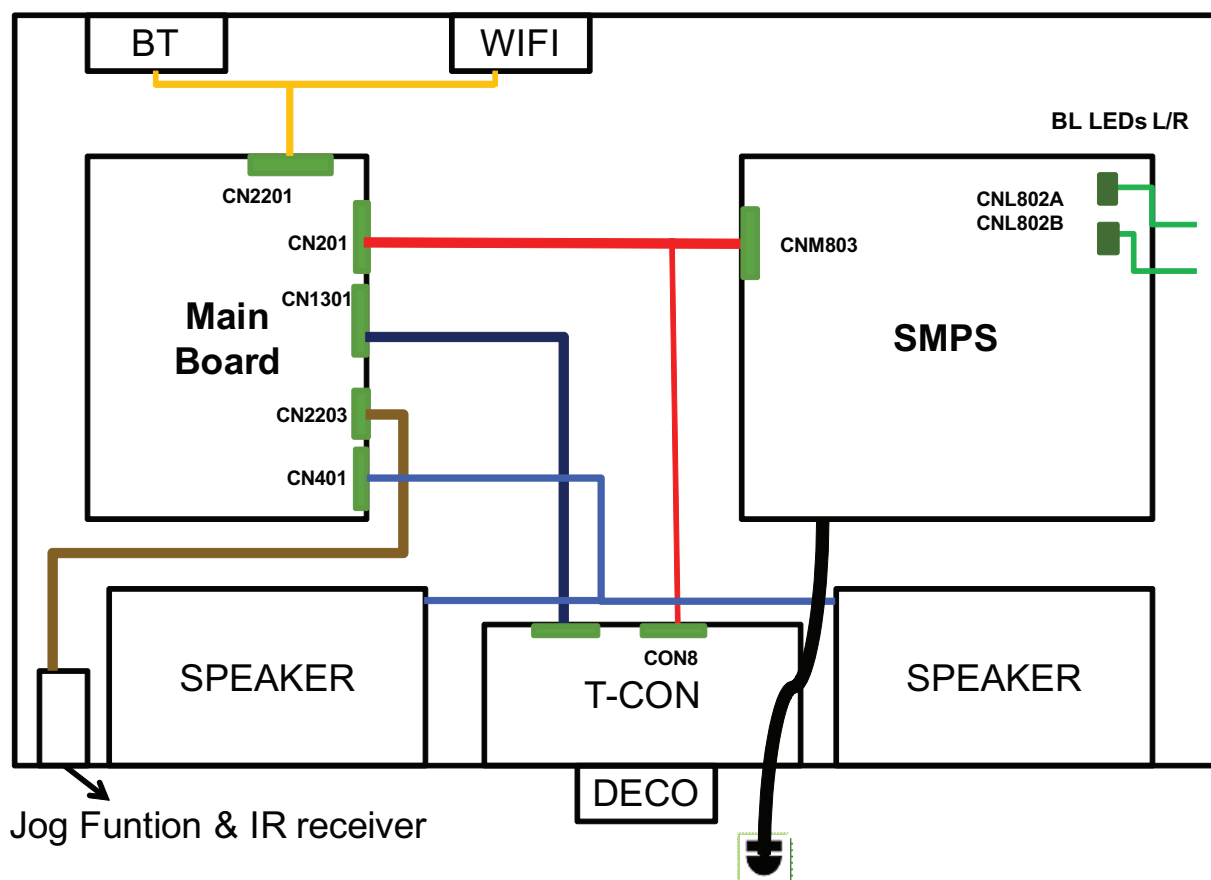 BT
WIFI
BL LEDs L/R
CN2201
CN201
CN1301
Main
Board
CN2203
CN401
CNM803
CNL802A
CNL802B
SMPS
SPEAKER
CON8
T-CON
SPEAKER
DECO
Jog Funtion & IR receiver